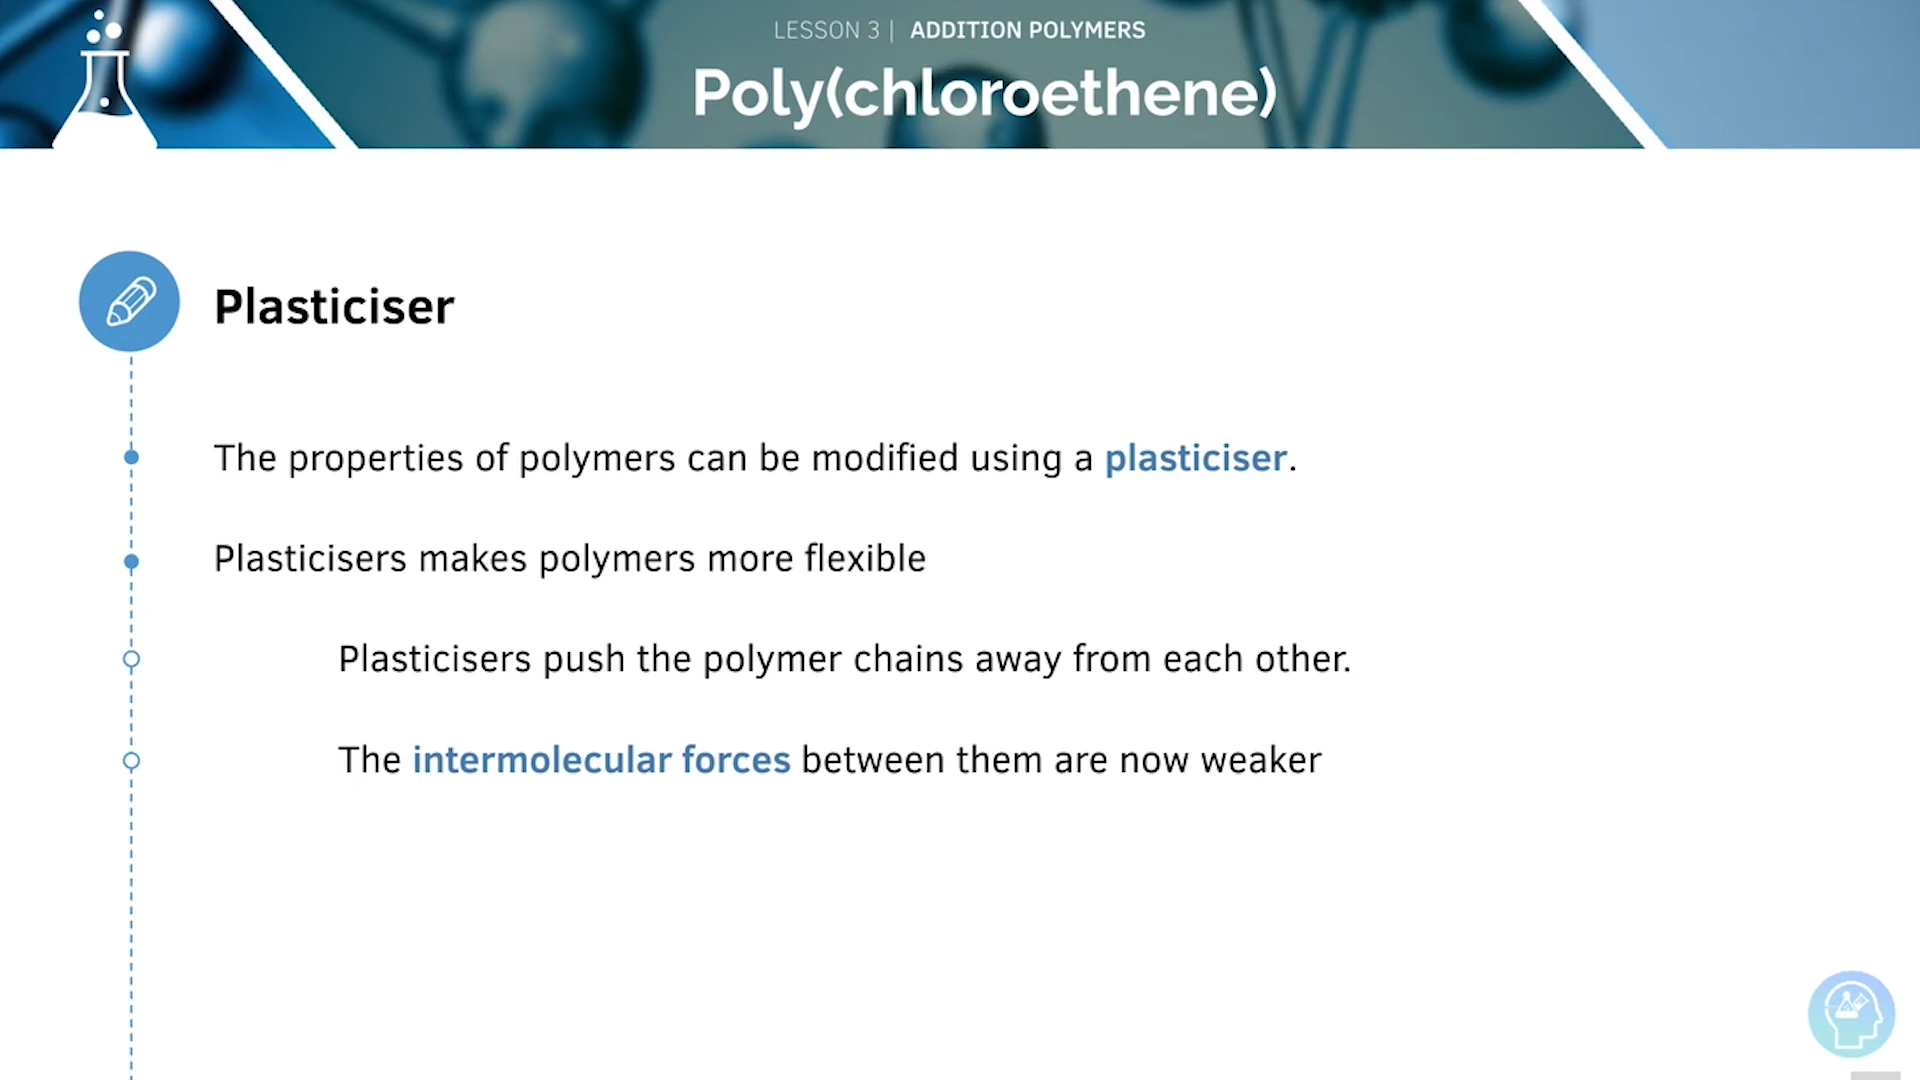 LESSON 3 | ADDITION POLYMERS
Poly(chloroethene)
Plasticiser
The properties of polymers can be modified using a plasticiser.
Plasticisers makes polymers more flexible
Plasticisers push the polymer chains away from each other.
The intermolecular forces between them are now weaker